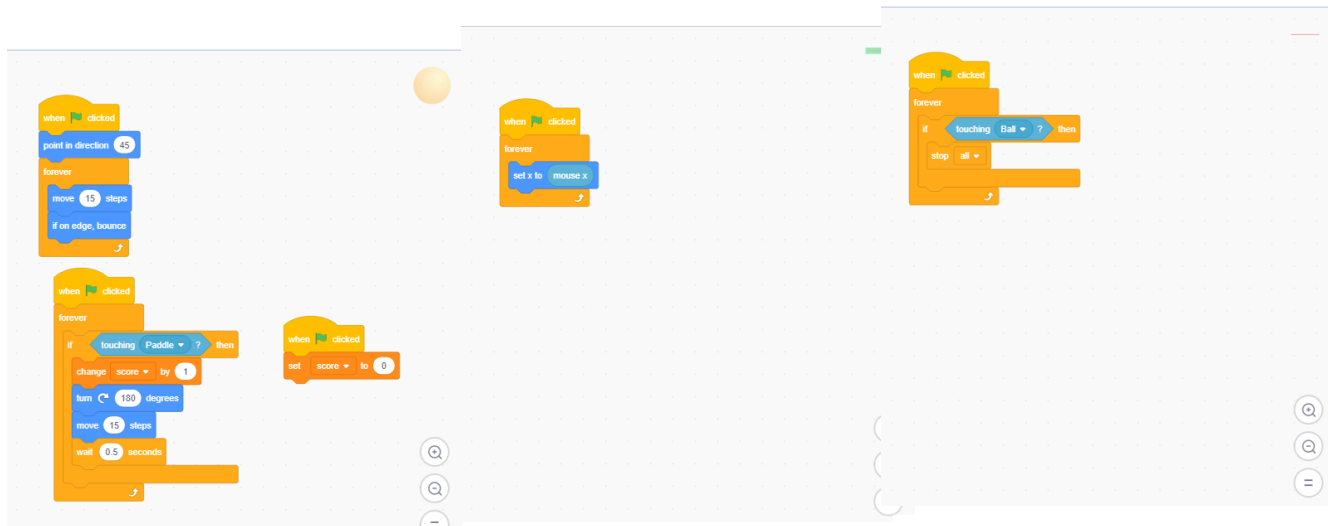 when clicked
point in direction 45
forever
move 15 steps
if on edge, bounce
when clicked
forever
if touching Paddle ? then
change score by 1
turn 180 degrees
move 15 steps
wait 0.5 seconds
when clicked
set score to 0
when clicked
forever
set x to mouse x
when clicked
forever
if touching Ball ? then
stop all